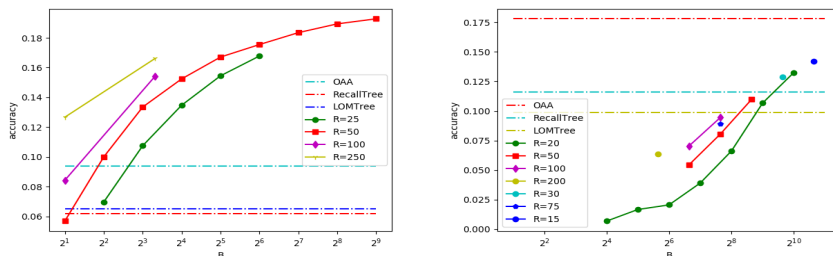 0.18
0.16
0.14
0.12
0.10
0.08
0.06
accuracy
OAA
RecallTree
LOMTree
R=25
R=50
R=100
R=250
2^1 2^2 2^3 2^4 2^5 2^6 2^7 2^8 2^9
B
0.175
0.150
0.125
0.100
0.075
0.050
0.025
0.000
accuracy
OAA
RecallTree
LOMTree
R=20
R=50
R=100
R=200
R=30
R=75
R=15
2^2 2^4 2^6 2^8 2^10
B